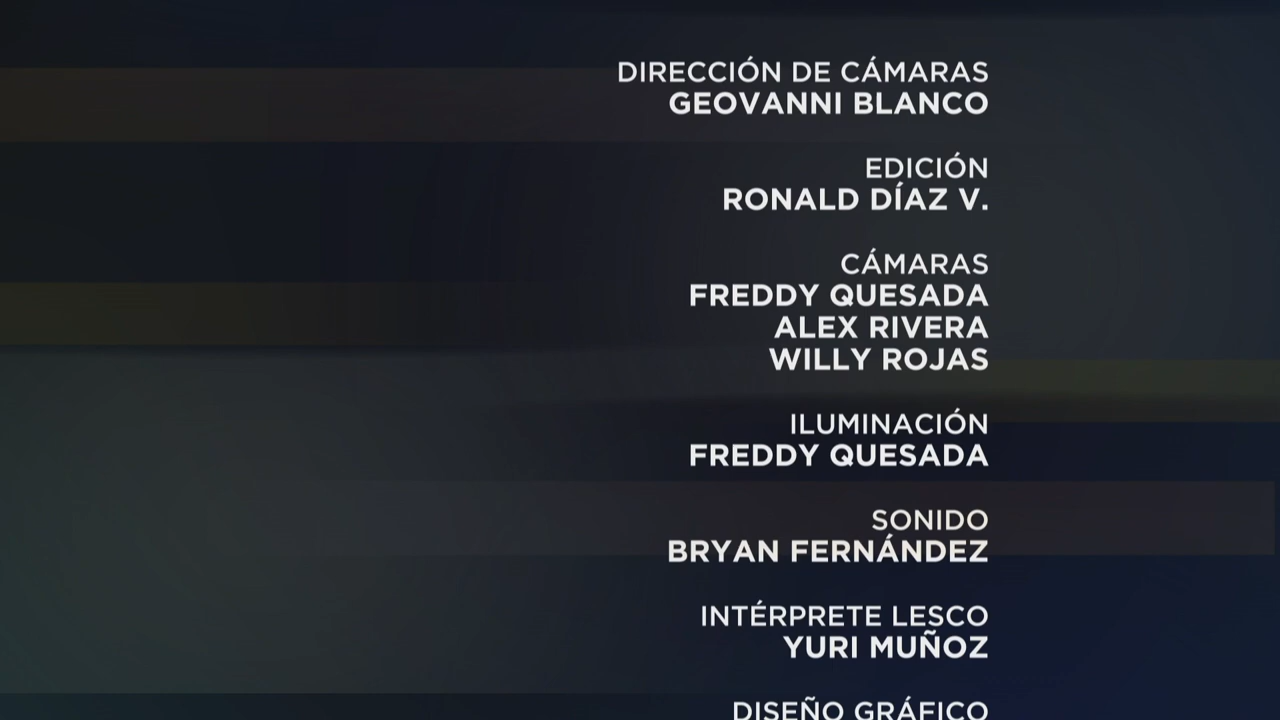 DIRECCIÓN DE CÁMARAS
GEOVANNI BLANCO
EDICIÓN
RONALD DÍAZ V.
CÁMARAS
FREDDY QUESADA
ALEX RIVERA
WILLY ROJAS
ILUMINACIÓN
FREDDY QUESADA
SONIDO
BRYAN FERNÁNDEZ
INTÉRPRETE LESCO
YURI MUÑOZ
DISEÑO GRÁFICO